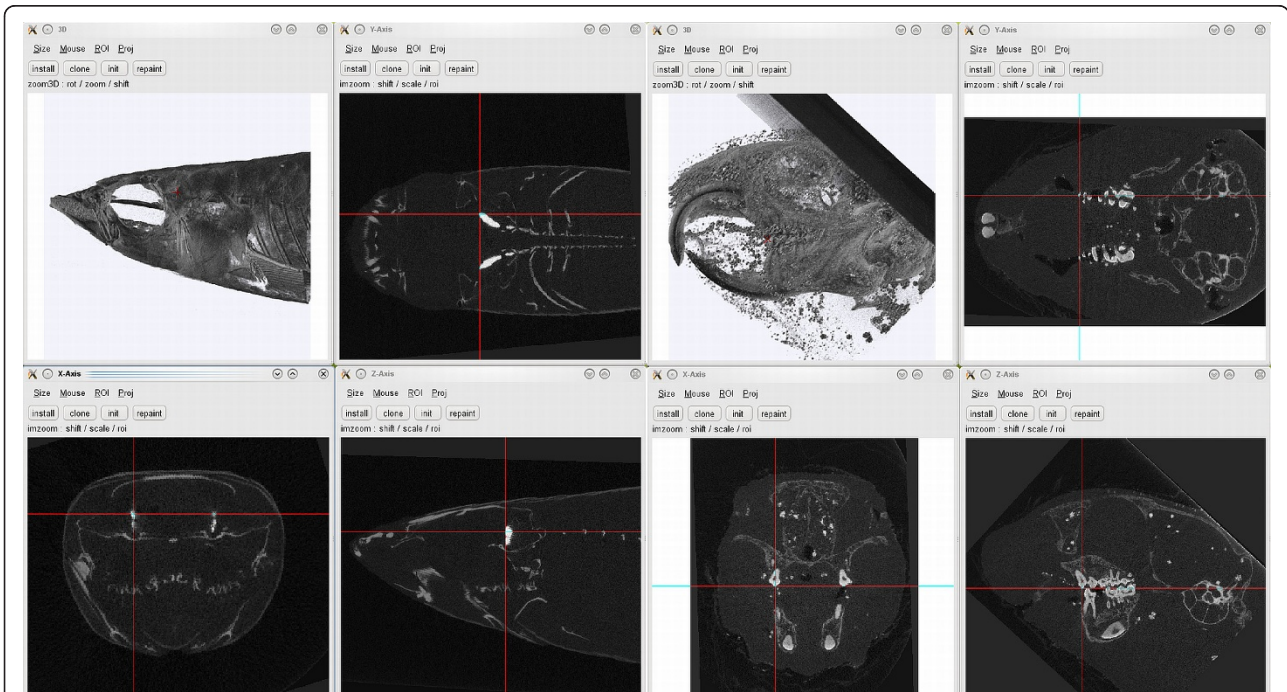 3D
Size Mouse ROI Proj
install clone init repaint
zoom3D : rot / zoom / shift
Y-Axis
Size Mouse ROI Proj
install clone init repaint
imzoom : shift / scale / roi
3D
Size Mouse ROI Proj
install clone init repaint
zoom3D : rot / zoom / shift
Y-Axis
Size Mouse ROI Proj
install clone init repaint
imzoom : shift / scale / roi
X-Axis
Size Mouse ROI Proj
install clone init repaint
imzoom : shift / scale / roi
Z-Axis
Size Mouse ROI Proj
install clone init repaint
imzoom : shift / scale / roi
X-Axis
Size Mouse ROI Proj
install clone init repaint
imzoom : shift / scale / roi
Z-Axis
Size Mouse ROI Proj
install clone init repaint
imzoom : shift / scale / roi